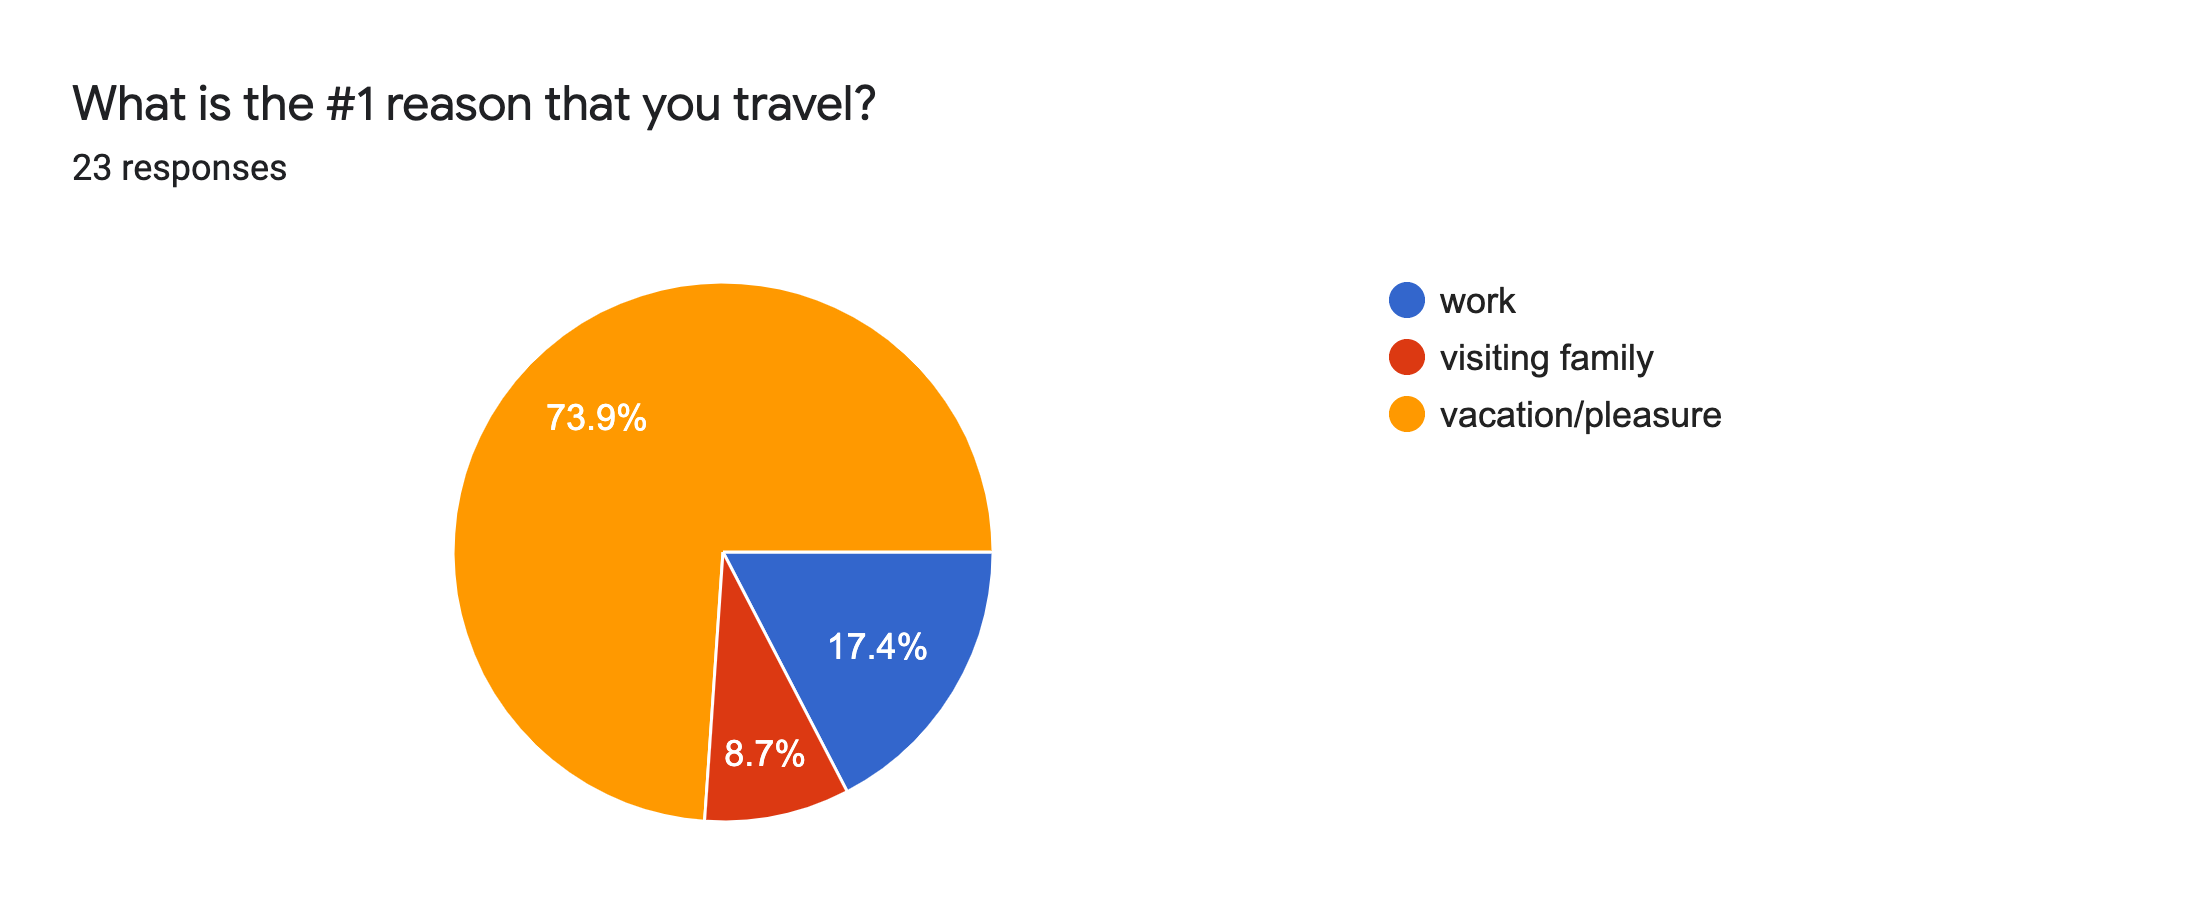 What is the #1 reason that you travel?
23 responses
work
visiting family
vacation/pleasure
73.9%
17.4%
8.7%